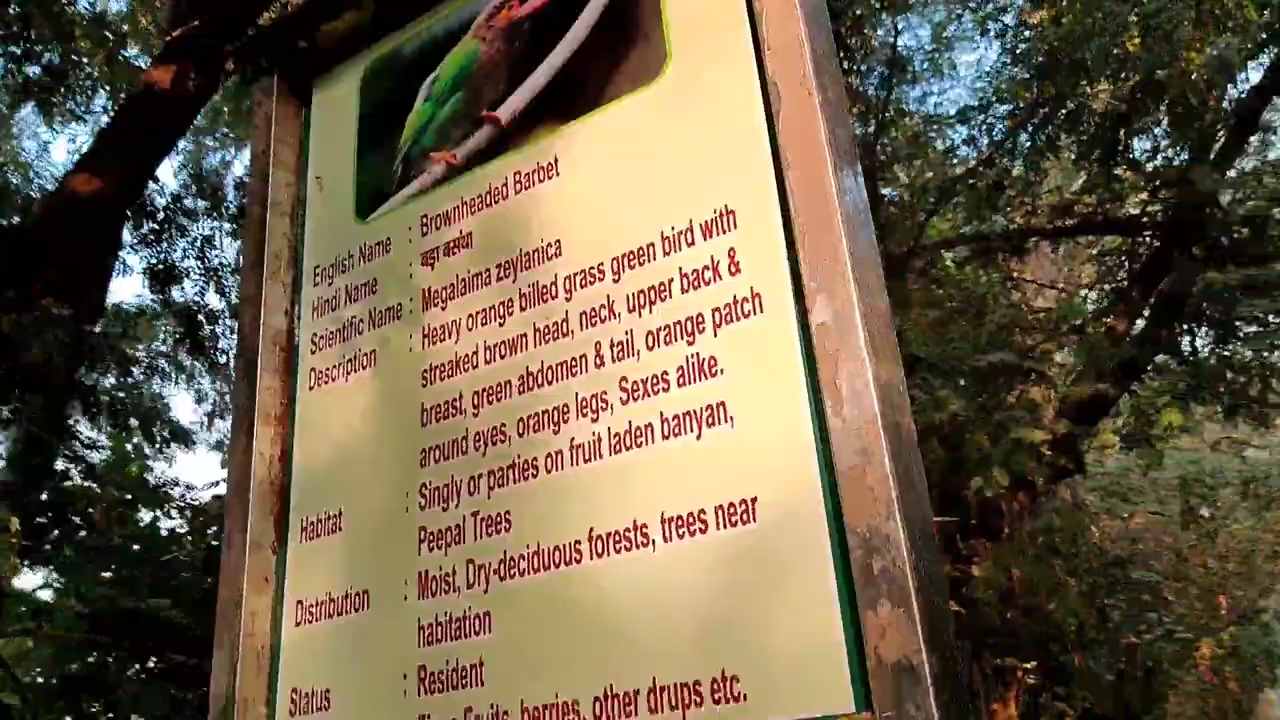 English Name : Brownheaded Barbet
Hindi Name : बड़ा बसंथा
Scientific Name : Megalaima zeylanica
Description : Heavy orange billed grass green bird with
streaked brown head, neck, upper back &
breast, green abdomen & tail, orange patch
around eyes, orange legs, Sexes alike.
Habitat : Singly or parties on fruit laden banyan,
Peepal Trees
Distribution : Moist, Dry-deciduous forests, trees near
habitation
Status : Resident
Fruits, berries, other drups etc.